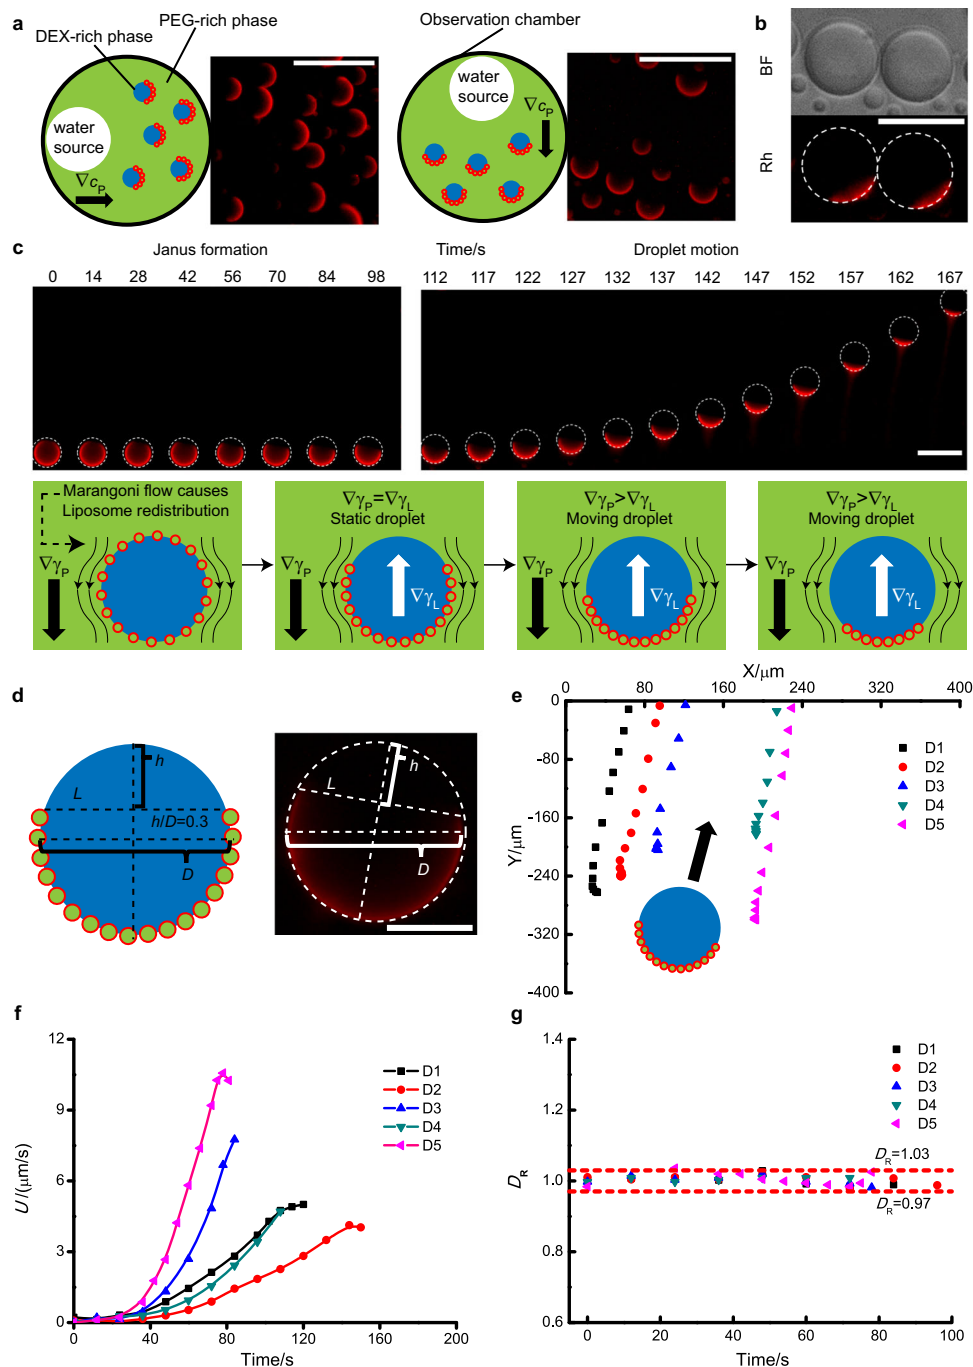 a
DEX-rich phase
PEG-rich phase
water
source
∇cP
Observation chamber
water
source
∇cP
b
BF
Rh
c
Janus formation
Time/s
Droplet motion
0 14 28 42 56 70 84 98
112 117 122 127 132 137 142 147 152 157 162 167
Marangoni flow causes
Liposome redistribution
∇γP
∇γP=∇γL
Static droplet
∇γP
∇γL
∇γP>∇γL
Moving droplet
∇γP
∇γL
∇γP>∇γL
Moving droplet
∇γP
∇γL
d
h
L
h/D=0.3
D
h
L
D
e
X/μm
0 80 160 240 320 400
0
-80
-160
-240
-320
-400
Y/μm
D1
D2
D3
D4
D5
f
12
9
6
3
0
U/(μm/s)
D1
D2
D3
D4
D5
0 40 80 120 160 200
Time/s
g
1.4
1.2
1.0
0.8
0.6
DR
D1
D2
D3
D4
D5
DR=1.03
DR=0.97
0 20 40 60 80 100
Time/s